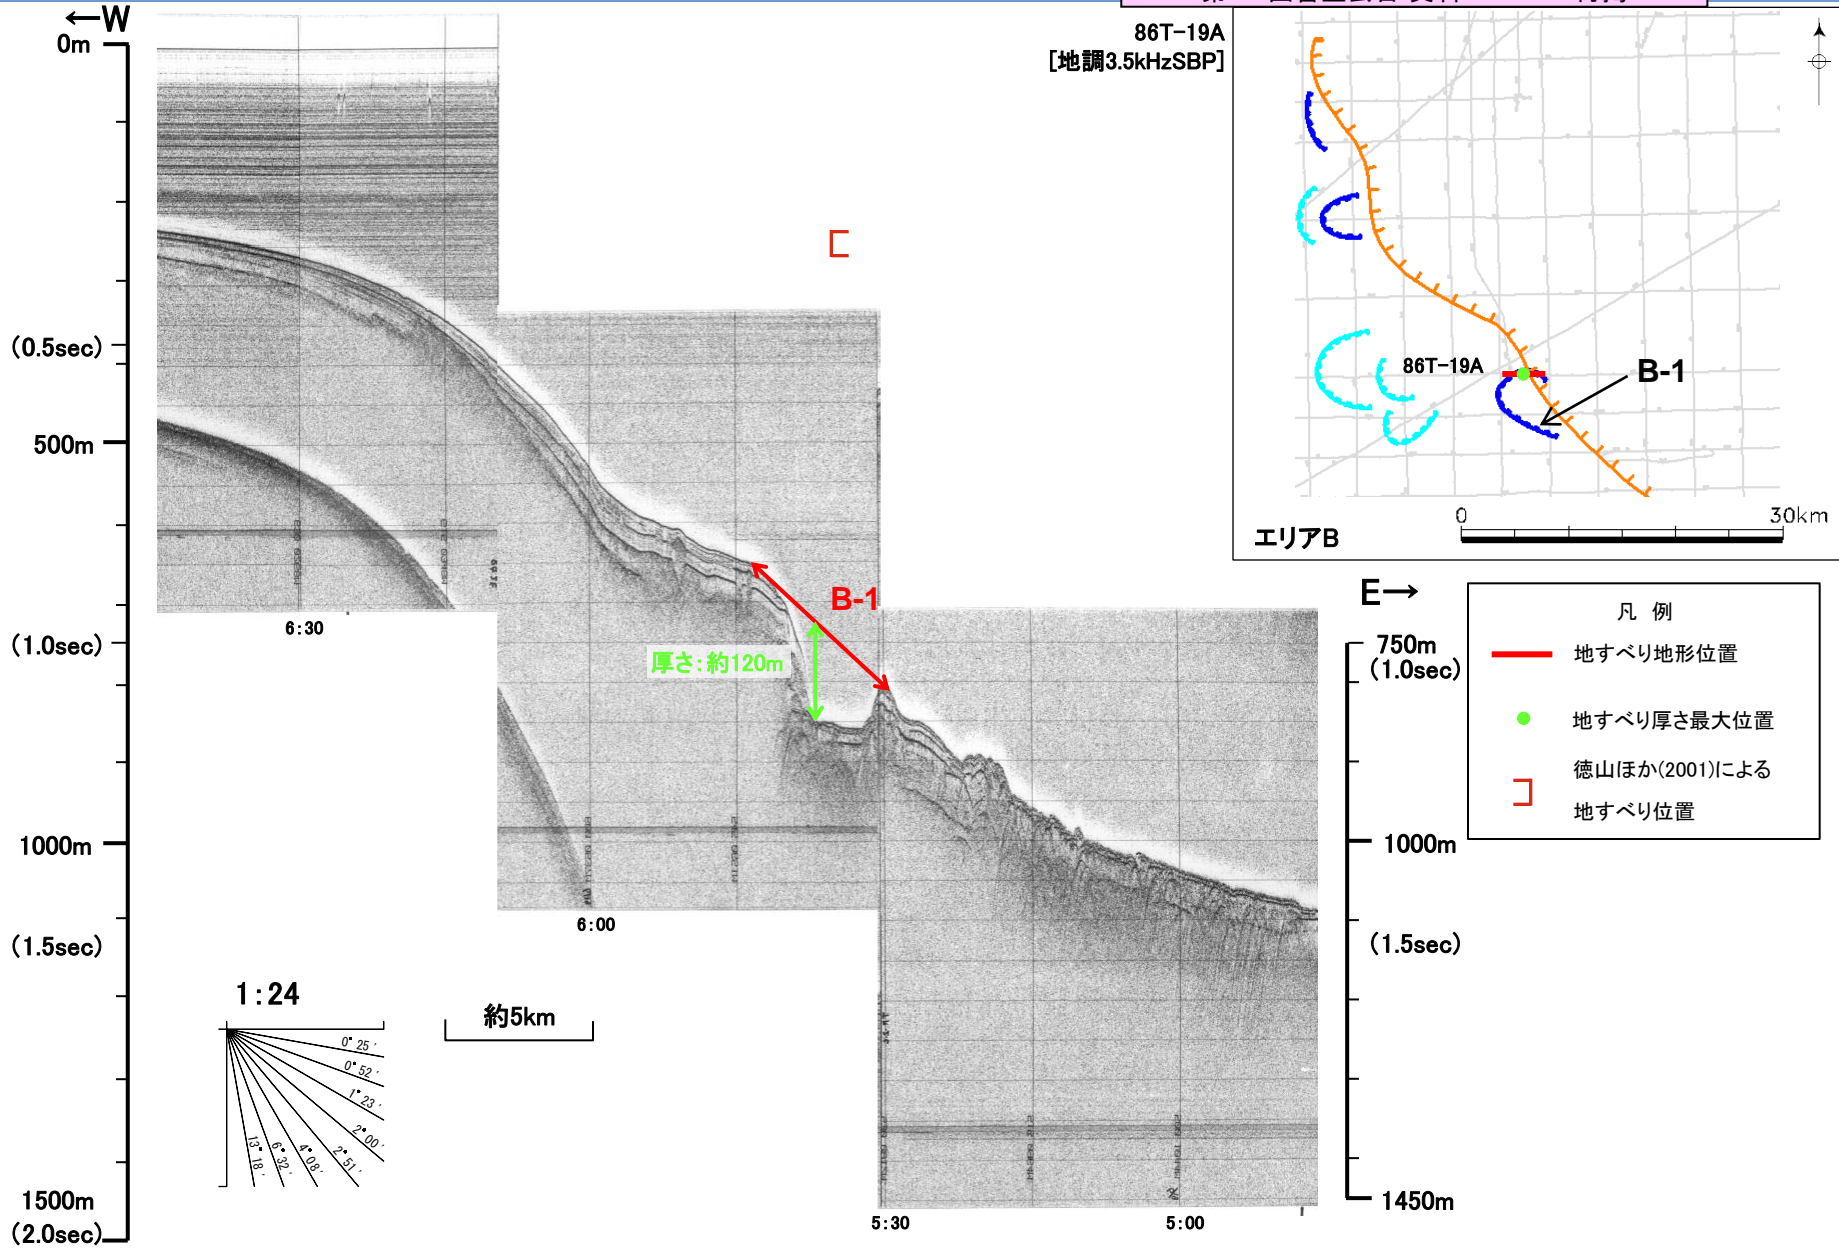 ←W
0m
(0.5sec)
500m
(1.0sec)
1000m
(1.5sec)
1500m
(2.0sec)
86T-19A
[地調3.5kHzSBP]
6:30
6:00
5:30
5:00
B-1
厚さ:約120m
1:24
0°25′
0°52′
1°23′
2°00′
2°51′
4°08′
6°32′
13°18′
約5km
86T-19A
B-1
エリアB
0
30km
E→
750m
(1.0sec)
1000m
(1.5sec)
1450m
凡 例
地すべり地形位置
地すべり厚さ最大位置
徳山ほか(2001)による
地すべり位置